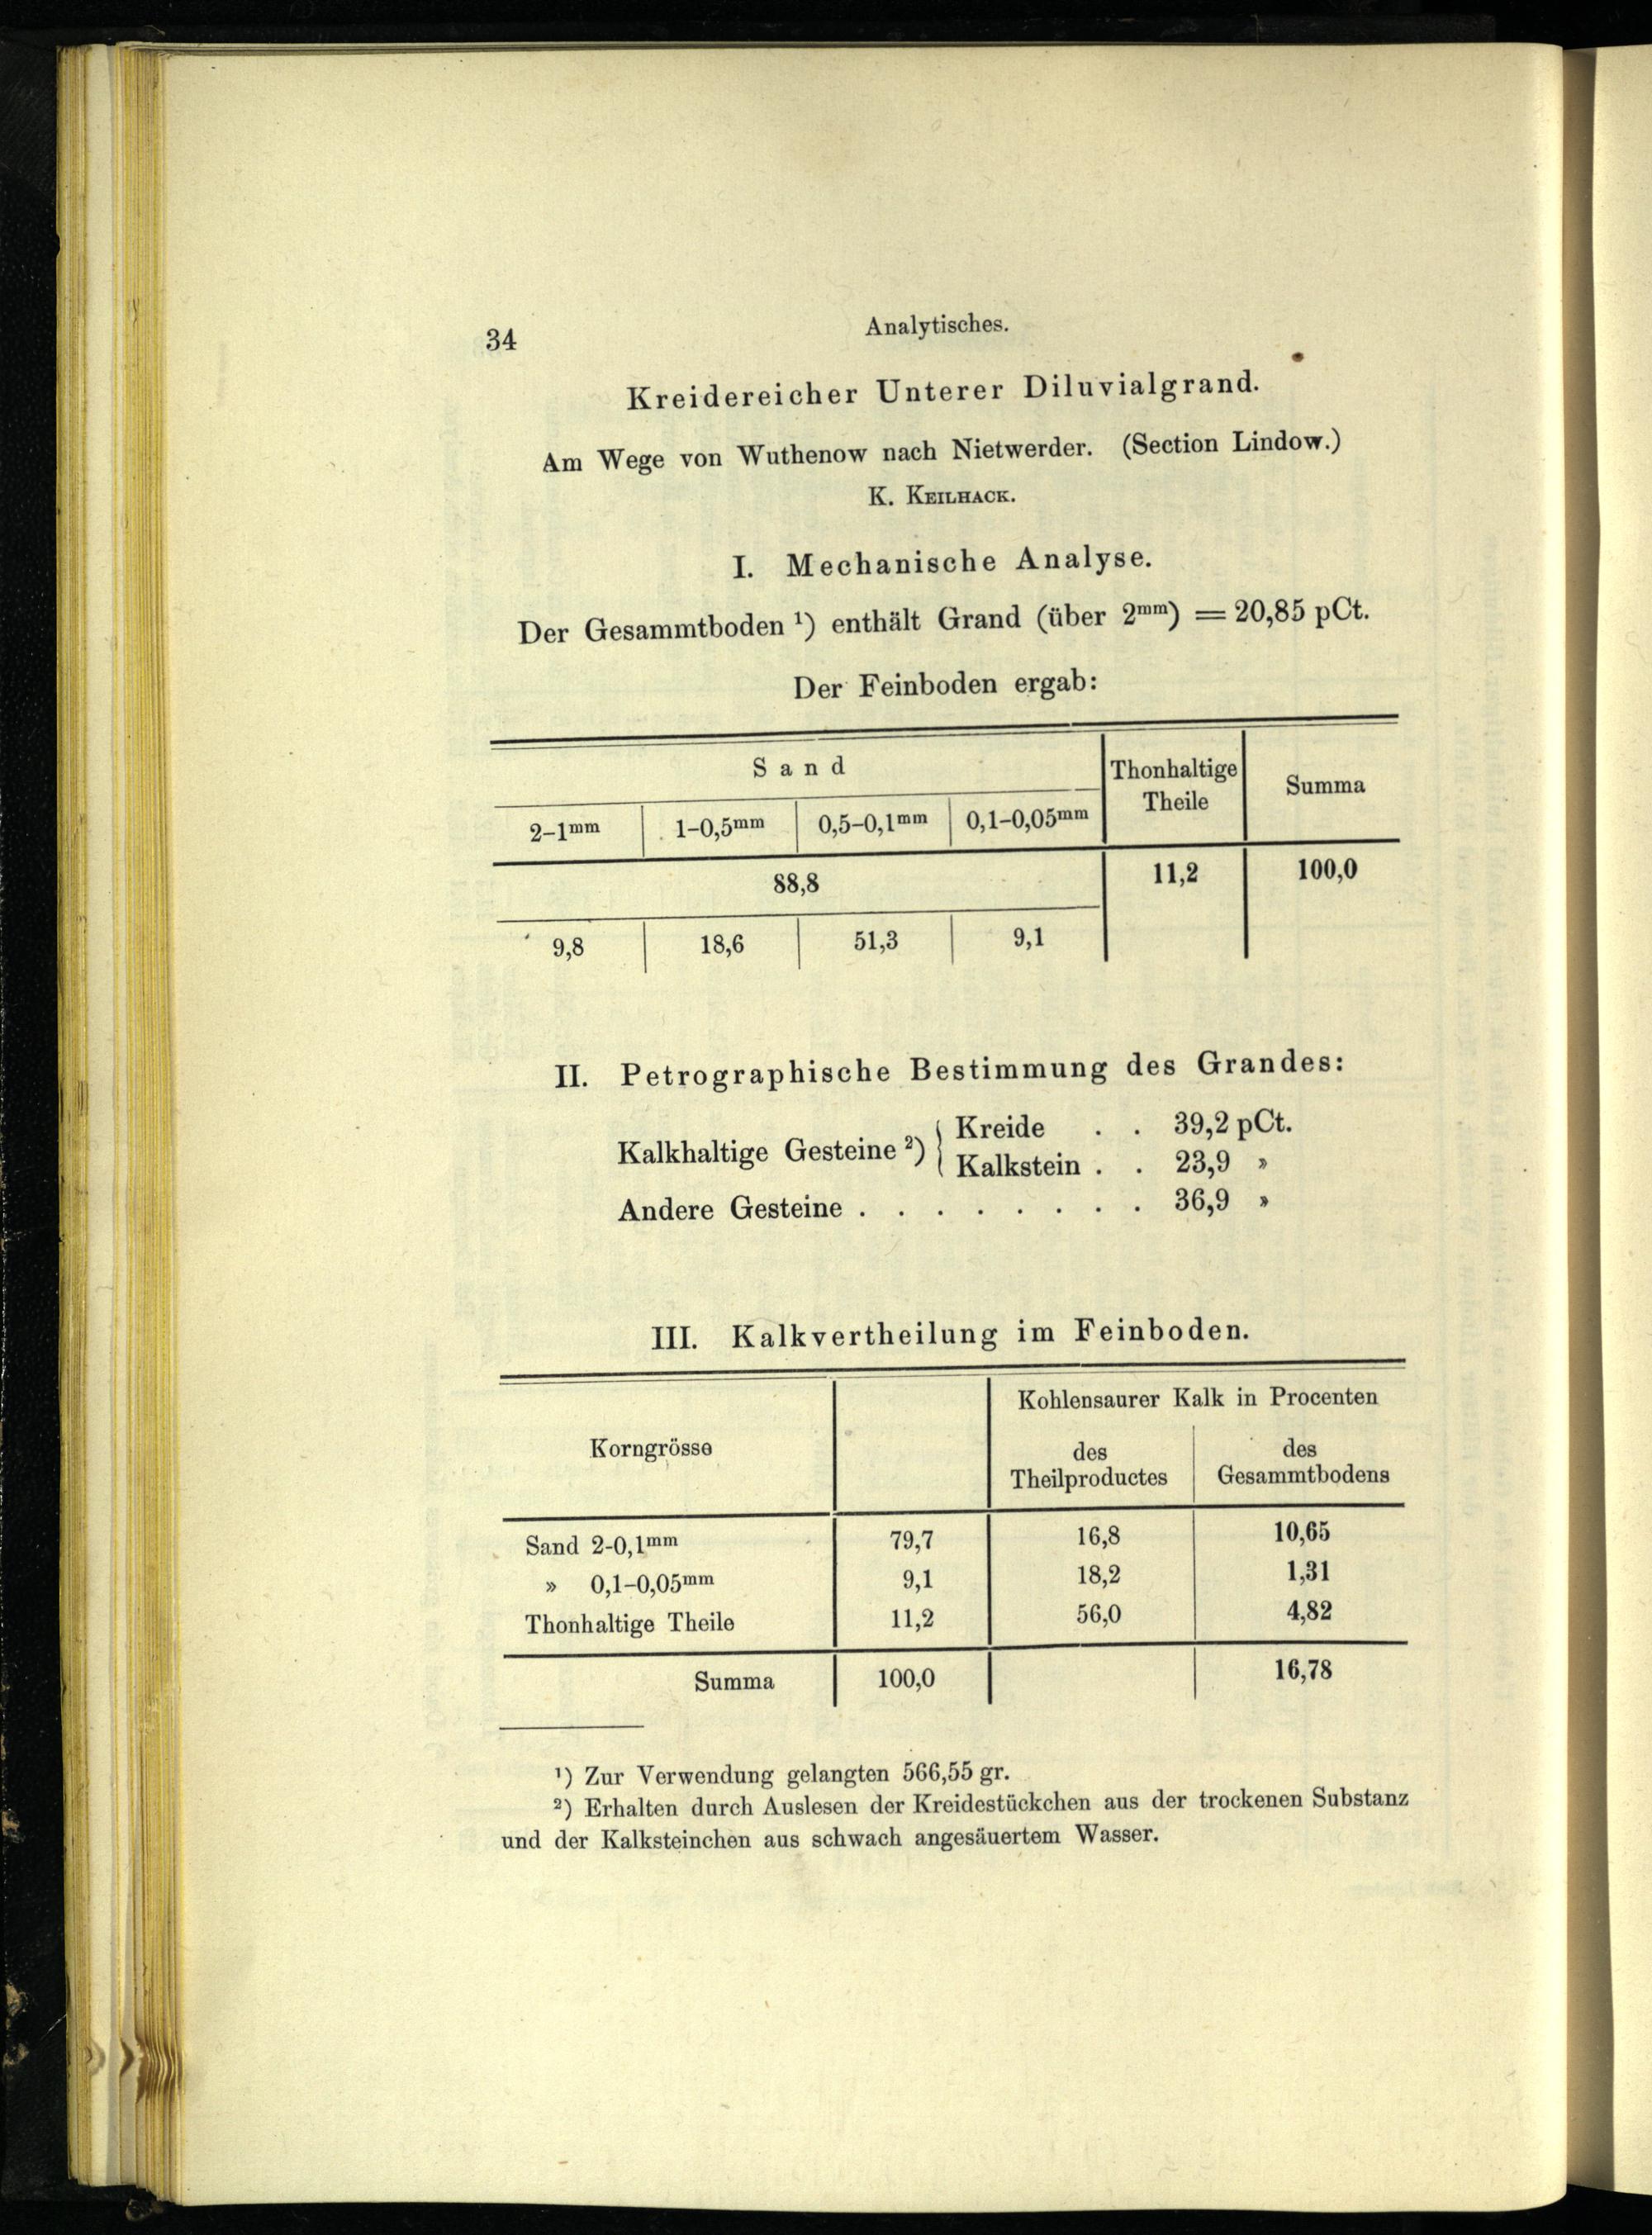 34
Analytisches.
Kreidereicher Unterer Diluvialgrand.
Am Wege von Wuthenow nach Nietwerder. (Section Lindow.)
K. KEILHACK.
I. Mechanische Analyse.
Der Gesammtboden ¹) enthält Grand (über 2ᵐᵐ) = 20,85 pCt.
Der Feinboden ergab:
Sand
Thonhaltige
Theile
Summa
2–1ᵐᵐ 1–0,5ᵐᵐ 0,5–0,1ᵐᵐ 0,1–0,05ᵐᵐ
88,8 11,2 100,0
9,8 18,6 51,3 9,1
II. Petrographische Bestimmung des Grandes:
Kalkhaltige Gesteine ²)
Kreide . . 39,2 pCt.
Kalkstein . . 23,9 »
Andere Gesteine . . . . . . . . 36,9 »
III. Kalkvertheilung im Feinboden.
Korngrösse
Kohlensaurer Kalk in Procenten
des
Theilproductes
des
Gesammtbodens
Sand 2-0,1ᵐᵐ 79,7 16,8 10,65
» 0,1–0,05ᵐᵐ 9,1 18,2 1,31
Thonhaltige Theile 11,2 56,0 4,82
Summa 100,0 16,78
¹) Zur Verwendung gelangten 566,55 gr.
²) Erhalten durch Auslesen der Kreidestückchen aus der trockenen Substanz
und der Kalksteinchen aus schwach angesäuertem Wasser.